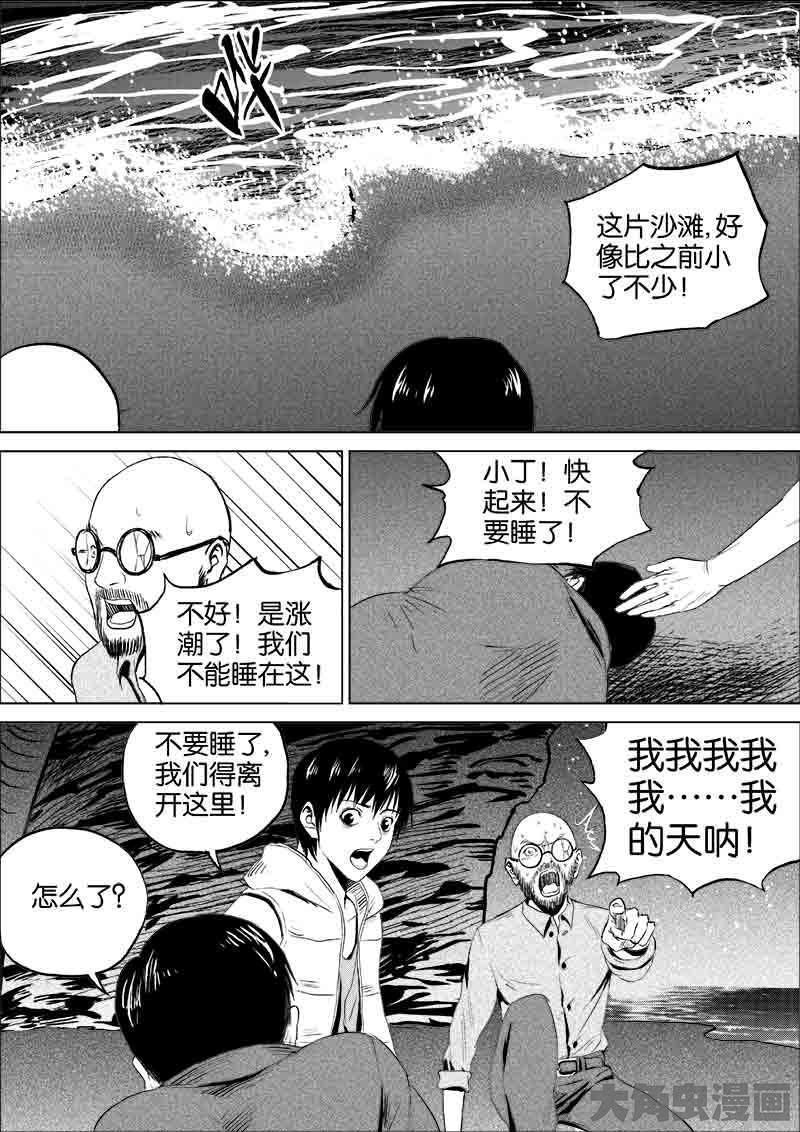 哗
这片沙滩,好
像比之前小
了不少!
不好!是涨
潮了!我们
不能睡在这!
小丁!快
起来!不
要睡了!
不要睡了,
我们得离
开这里!
怎么了?
我我我我
我……我
的天呐!
大角虫漫画